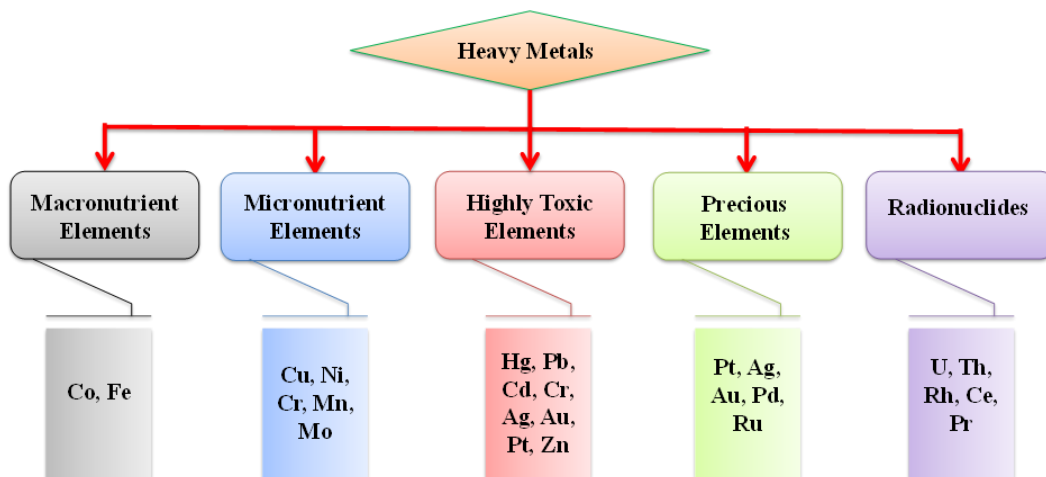 Heavy Metals
Macronutrient
Elements
Micronutrient
Elements
Highly Toxic
Elements
Precious
Elements
Radionuclides
Co, Fe
Cu, Ni,
Cr, Mn,
Mo
Hg, Pb,
Cd, Cr,
Ag, Au,
Pt, Zn
Pt, Ag,
Au, Pd,
Ru
U, Th,
Rh, Ce,
Pr